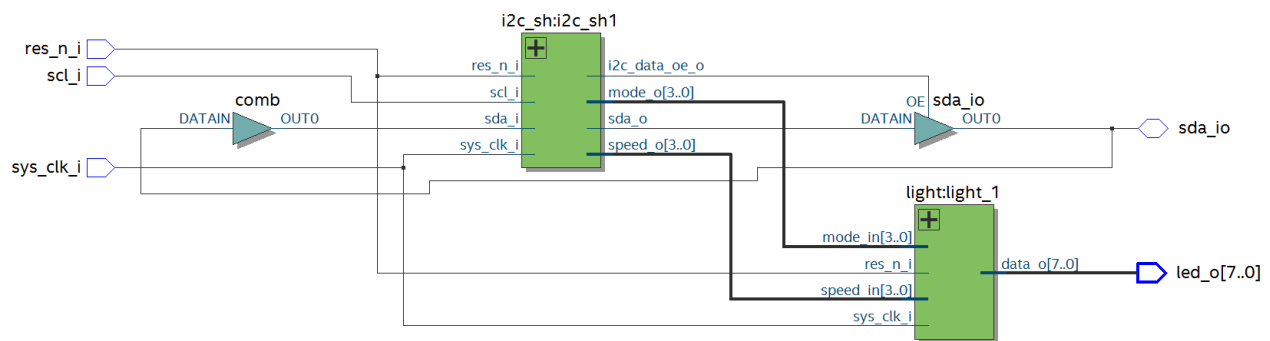 i2c_sh:i2c_sh1
res_n_i
scl_i
res_n_i
i2c_data_oe_o
scl_i
mode_o[3..0]
comb
OE
sda_io
DATAIN
OUT0
sda_i
sda_o
DATAIN
OUT0
sda_io
sys_clk_i
sys_clk_i
speed_o[3..0]
light:light_1
mode_in[3..0]
res_n_i
data_o[7..0]
led_o[7..0]
speed_in[3..0]
sys_clk_i